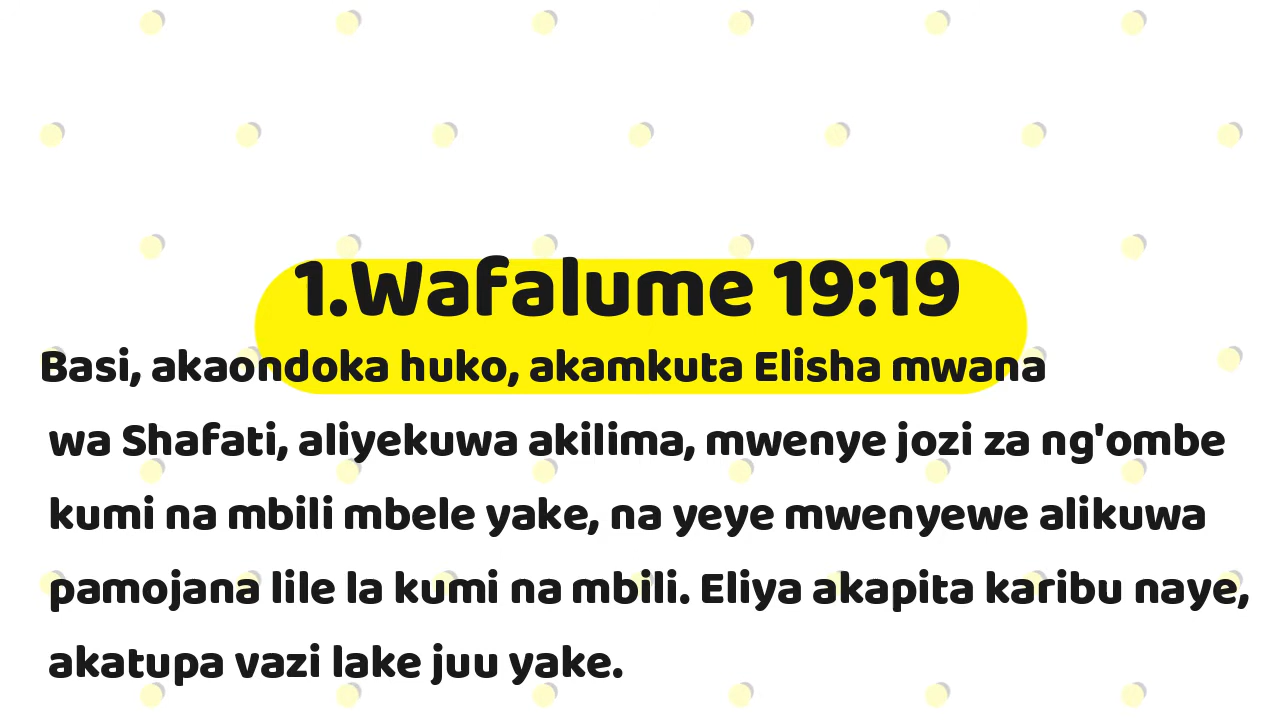 1.Wafalume 19:19
Basi, akaondoka huko, akamkuta Elisha mwana
wa Shafati, aliyekuwa akilima, mwenye jozi za ng'ombe
kumi na mbili mbele yake, na yeye mwenyewe alikuwa
pamojana lile la kumi na mbili. Eliya akapita karibu naye,
akatupa vazi lake juu yake.